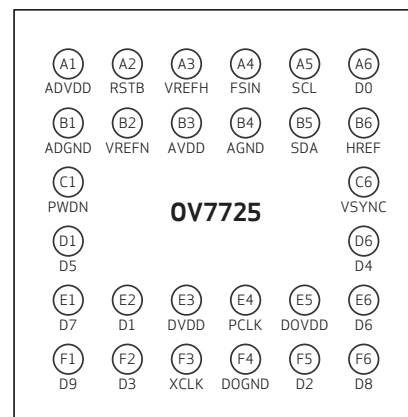 A1 A2 A3 A4 A5 A6
ADVDD RSTB VREFH FSIN SCL D0
B1 B2 B3 B4 B5 B6
ADGND VREFN AVDD AGND SDA HREF
C1 C6
PWDN VSYNC
OV7725
D1 D6
D5 D4
E1 E2 E3 E4 E5 E6
D7 D1 DVDD PCLK DOVDD D6
F1 F2 F3 F4 F5 F6
D9 D3 XCLK DOGND D2 D8